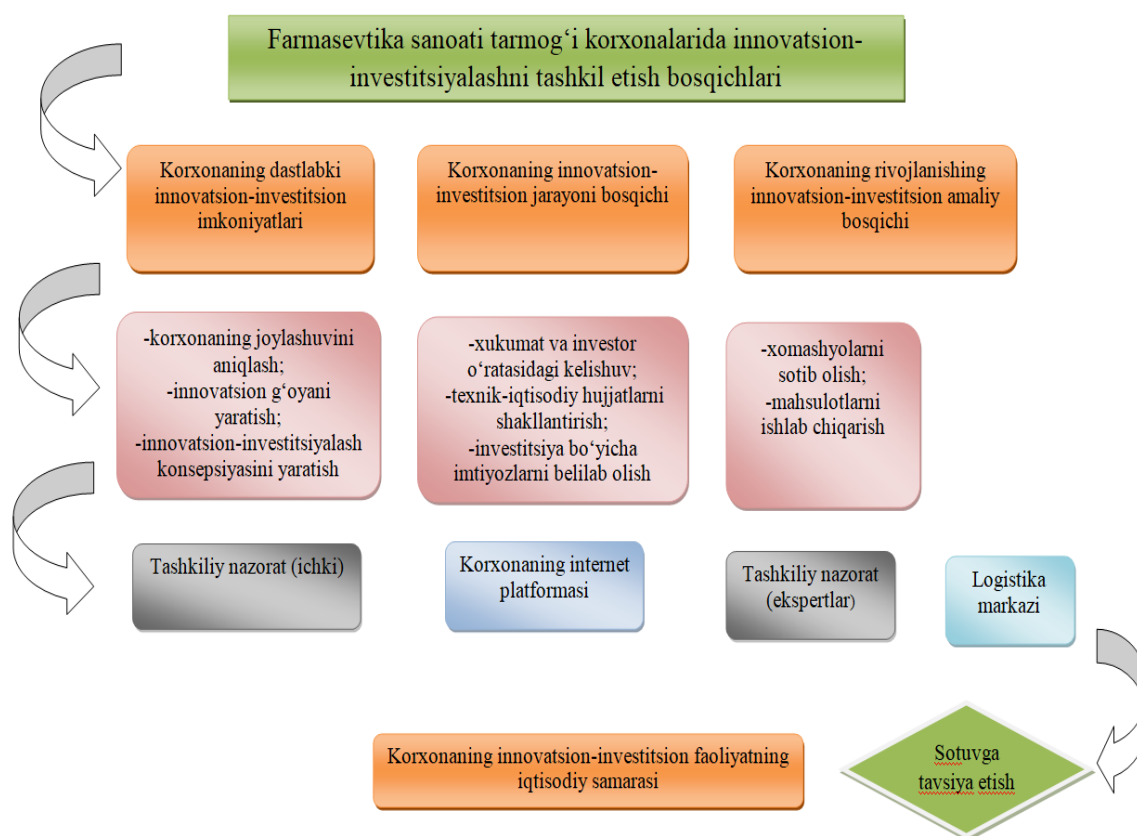 Farmasevtika sanoati tarmog‘i korxonalarida innovatsion-
investitsiyalashni tashkil etish bosqichlari
Korxonaning dastlabki
innovatsion-investitsion
imkoniyatlari
Korxonaning innovatsion-
investitsion jarayoni bosqichi
Korxonaning rivojlanishing
innovatsion-investitsion amaliy
bosqichi
-korxonaning joylashuvini
aniqlash;
-innovatsion g‘oyani
yaratish;
-innovatsion-investitsiyalash
konsepsiyasini yaratish
-xukumat va investor
o‘ratasidagi kelishuv;
-texnik-iqtisodiy hujjatlarni
shakllantirish;
-investitsiya bo‘yicha
imtiyozlarni belilab olish
-xomashyolarni
sotib olish;
-mahsulotlarni
ishlab chiqarish
Tashkiliy nazorat (ichki)
Korxonaning internet
platformasi
Tashkiliy nazorat
(ekspertlar)
Logistika
markazi
Korxonaning innovatsion-investitsion faoliyatning
iqtisodiy samarasi
Sotuvga
tavsiya etish